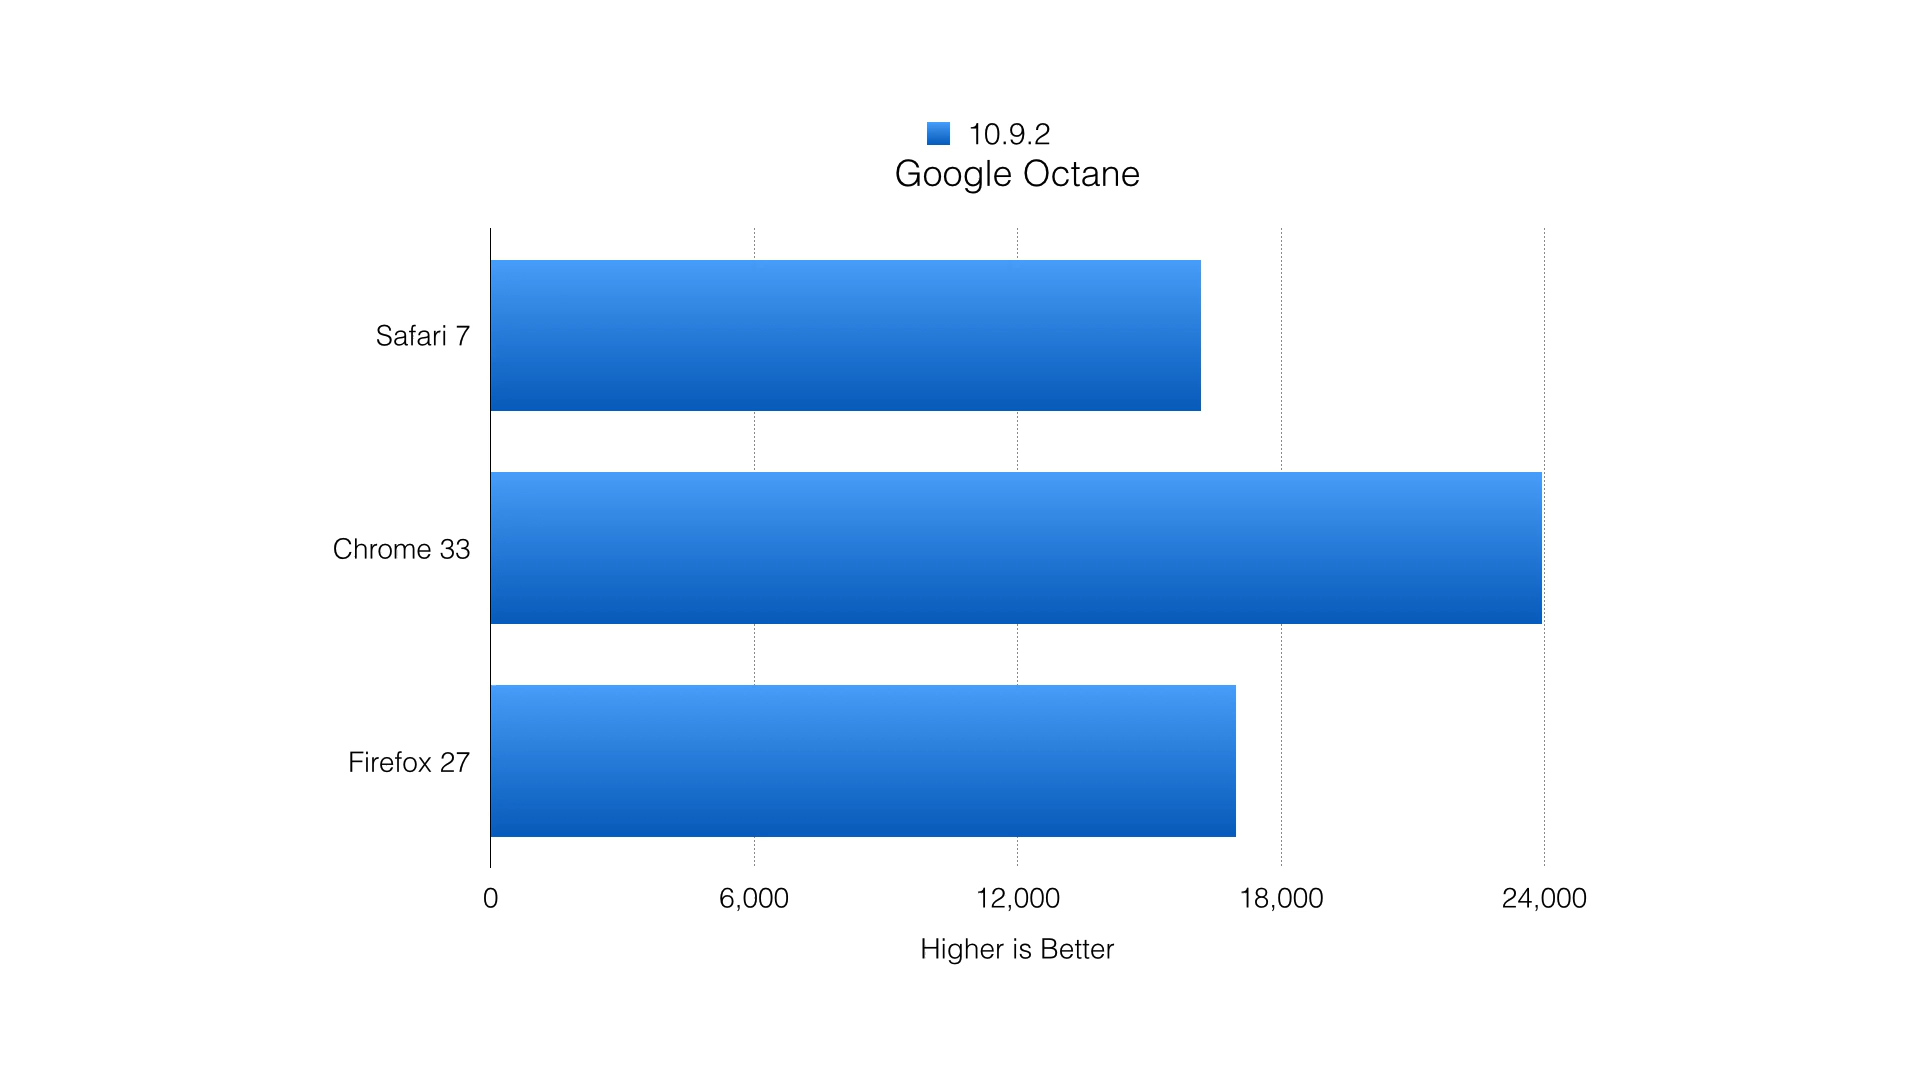 10.9.2
Google Octane
Safari 7
Chrome 33
Firefox 27
0 6,000 12,000 18,000 24,000
Higher is Better